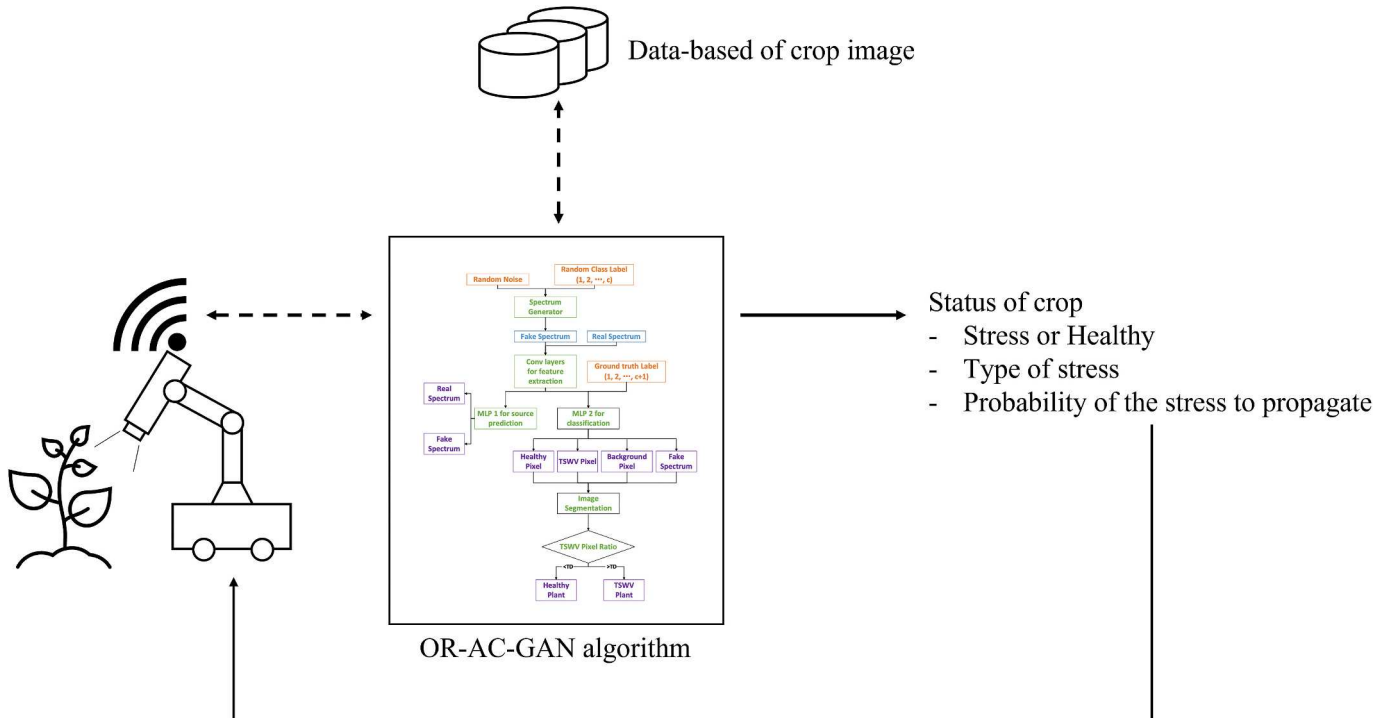 Data-based of crop image
Random Noise
Random Class Label
(1, 2, ···, c)
Spectrum
Generator
Fake Spectrum
Real Spectrum
Conv layers
for feature
extraction
Ground truth Label
(1, 2, ···, c+1)
Real
Spectrum
MLP 1 for source
prediction
MLP 2 for
classification
Fake
Spectrum
Healthy
Pixel
TSWV Pixel
Background
Pixel
Fake
Spectrum
Image
Segmentation
TSWV Pixel Ratio
<TD
>TD
Healthy
Plant
TSWV
Plant
OR-AC-GAN algorithm
Status of crop
- Stress or Healthy
- Type of stress
- Probability of the stress to propagate